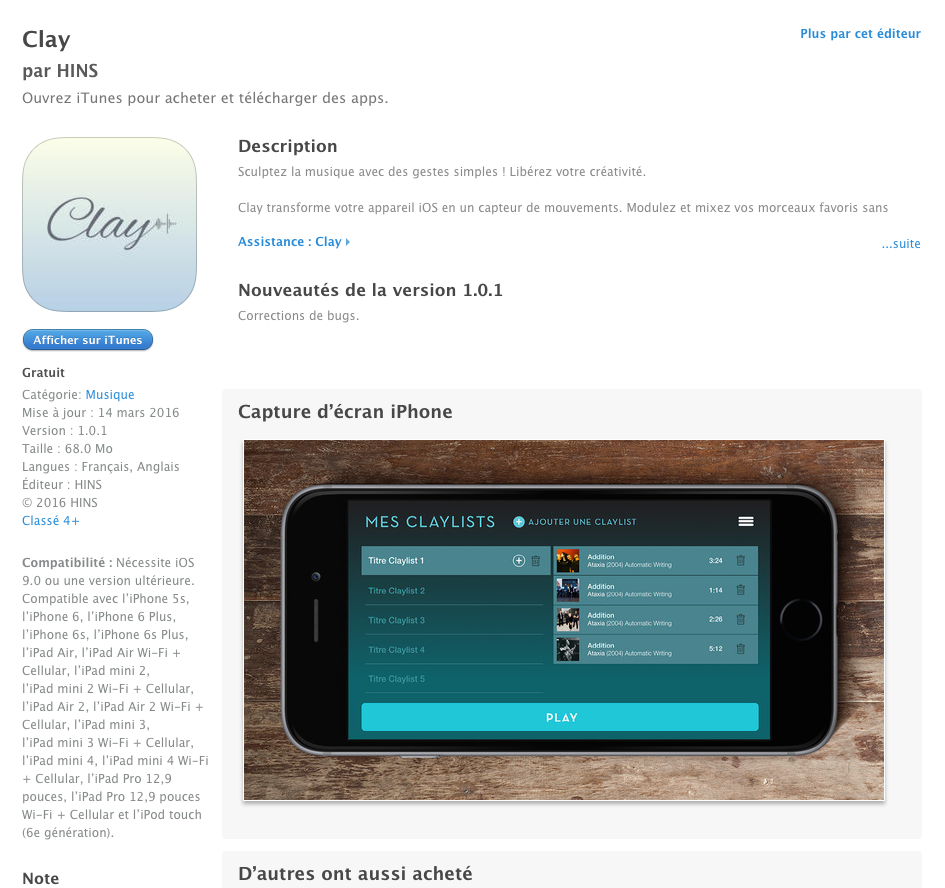 Clay
Plus par cet éditeur
par HINS
Ouvrez iTunes pour acheter et télécharger des apps.
Clay
Afficher sur iTunes
Gratuit
Catégorie: Musique
Mise à jour : 14 mars 2016
Version : 1.0.1
Taille : 68.0 Mo
Langues : Français, Anglais
Éditeur : HINS
© 2016 HINS
Classé 4+
Compatibilité : Nécessite iOS
9.0 ou une version ultérieure.
Compatible avec l'iPhone 5s,
l'iPhone 6, l'iPhone 6 Plus,
l'iPhone 6s, l'iPhone 6s Plus,
l'iPad Air, l'iPad Air Wi-Fi +
Cellular, l'iPad mini 2,
l'iPad mini 2 Wi-Fi + Cellular,
l'iPad Air 2, l'iPad Air 2 Wi-Fi +
Cellular, l'iPad mini 3,
l'iPad mini 3 Wi-Fi + Cellular,
l'iPad mini 4, l'iPad mini 4 Wi-Fi
+ Cellular, l'iPad Pro 12,9
pouces, l'iPad Pro 12,9 pouces
Wi-Fi + Cellular et l'iPod touch
(6e génération).
Note
Description
Sculptez la musique avec des gestes simples ! Libérez votre créativité.
Clay transforme votre appareil iOS en un capteur de mouvements. Modulez et mixez vos morceaux favoris sans
Assistance : Clay
...suite
Nouveautés de la version 1.0.1
Corrections de bugs.
Capture d'écran iPhone
MES CLAYLISTS
AJOUTER UNE CLAYLIST
Titre Claylist 1
Titre Claylist 2
Titre Claylist 3
Titre Claylist 4
Titre Claylist 5
Addition
Ataxia (2004) Automatic Writing
3:24
Addition
Ataxia (2004) Automatic Writing
1:14
Addition
Ataxia (2004) Automatic Writing
2:26
Addition
Ataxia (2004) Automatic Writing
5:12
PLAY
D'autres ont aussi acheté